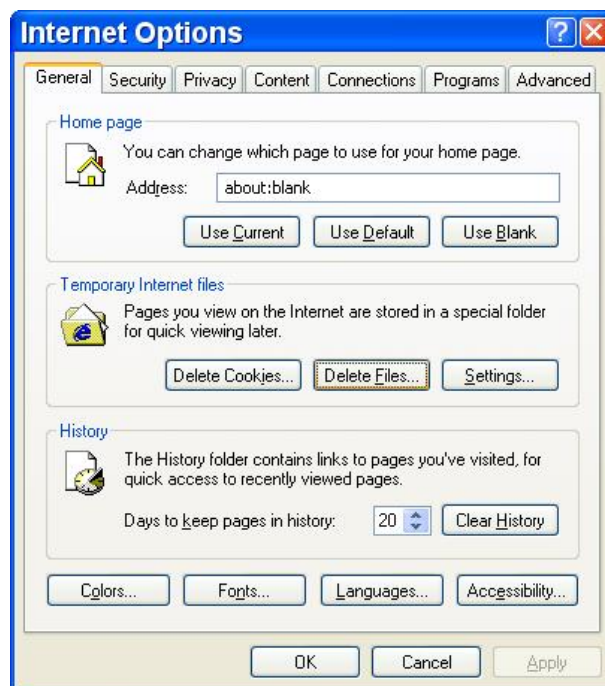 Internet Options
General Security Privacy Content Connections Programs Advanced
Home page
You can change which page to use for your home page.
Address: about:blank
Use Current Use Default Use Blank
Temporary Internet files
Pages you view on the Internet are stored in a special folder
for quick viewing later.
Delete Cookies... Delete Files... Settings...
History
The History folder contains links to pages you've visited, for
quick access to recently viewed pages.
Days to keep pages in history: 20 Clear History
Colors... Fonts... Languages... Accessibility...
OK Cancel Apply